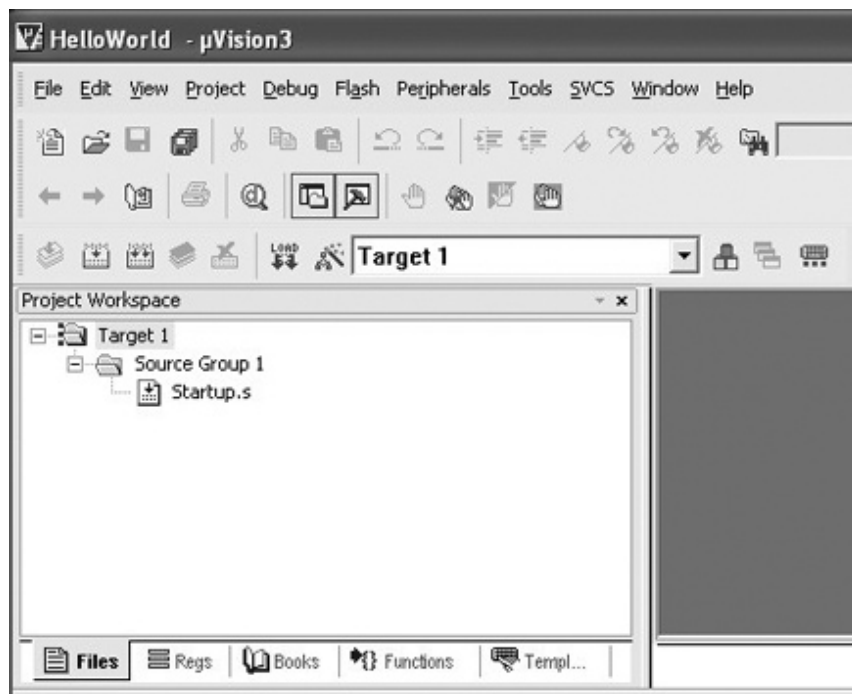 HelloWorld - µVision3
File Edit View Project Debug Flash Peripherals Tools SVCS Window Help
LOAD
Target 1
Project Workspace
Target 1
Source Group 1
Startup.s
Files Regs Books Functions Templ...